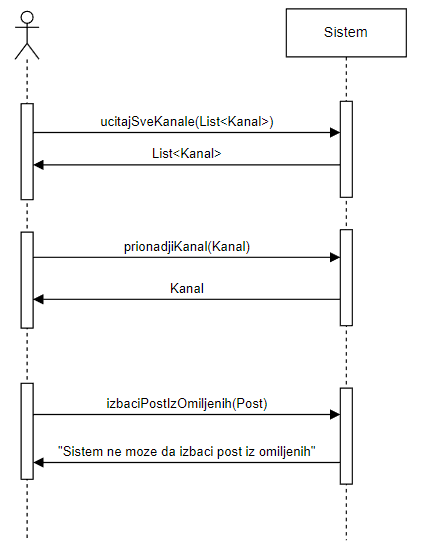 Sistem
ucitajSveKanale(List<Kanal>)
List<Kanal>
prionadjiKanal(Kanal)
Kanal
izbaciPostIzOmiljenih(Post)
"Sistem ne moze da izbaci post iz omiljenih"